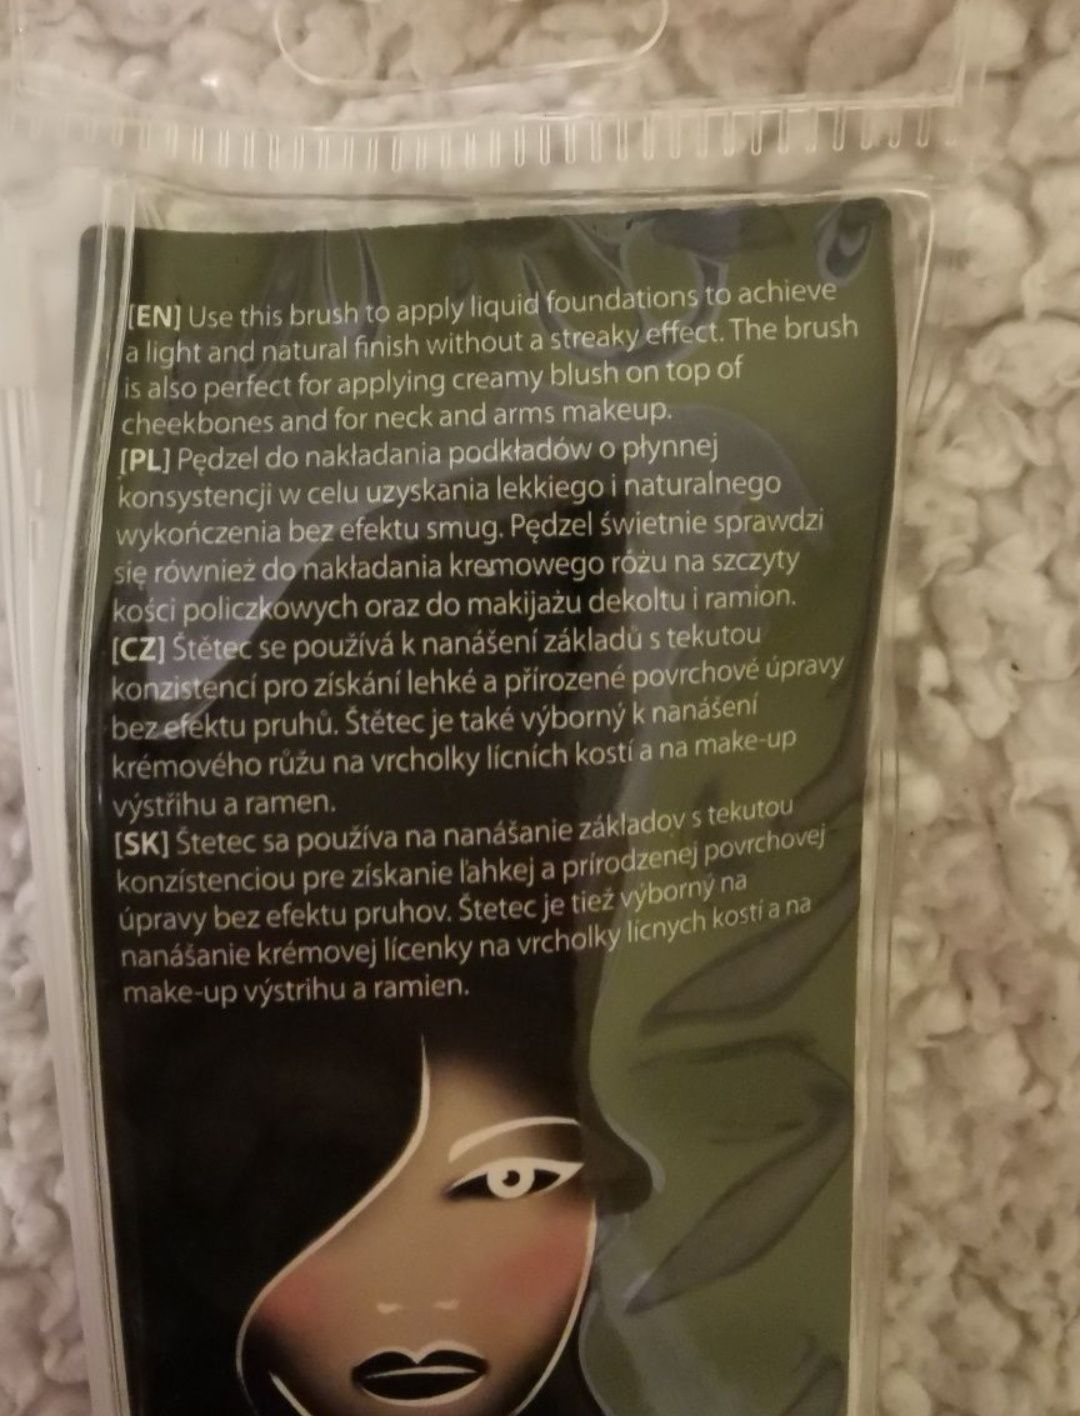 [EN] Use this brush to apply liquid foundations to achieve
a light and natural finish without a streaky effect. The brush
is also perfect for applying creamy blush on top of
cheekbones and for neck and arms makeup.
[PL] Pędzel do nakładania podkładów o płynnej
konsystencji w celu uzyskania lekkiego i naturalnego
wykończenia bez efektu smug. Pędzel świetnie sprawdzi
się również do nakładania kremowego różu na szczyty
kości policzkowych oraz do makijażu dekoltu i ramion.
[CZ] Štětec se používá k nanášení základů s tekutou
konzistencí pro získání lehké a přirozené povrchové úpravy
bez efektu pruhů. Štětec je také výborný k nanášení
krémového růžu na vrcholky lícních kostí a na make-up
výstřihu a ramen.
[SK] Štetec sa používa na nanášanie základov s tekutou
konzistenciou pre získanie ľahkej a prirodzenej povrchovej
úpravy bez efektu pruhov. Štetec je tiež výborný na
nanášanie krémovej lícenky na vrcholky lícnych kostí a na
make-up výstrihu a ramien.